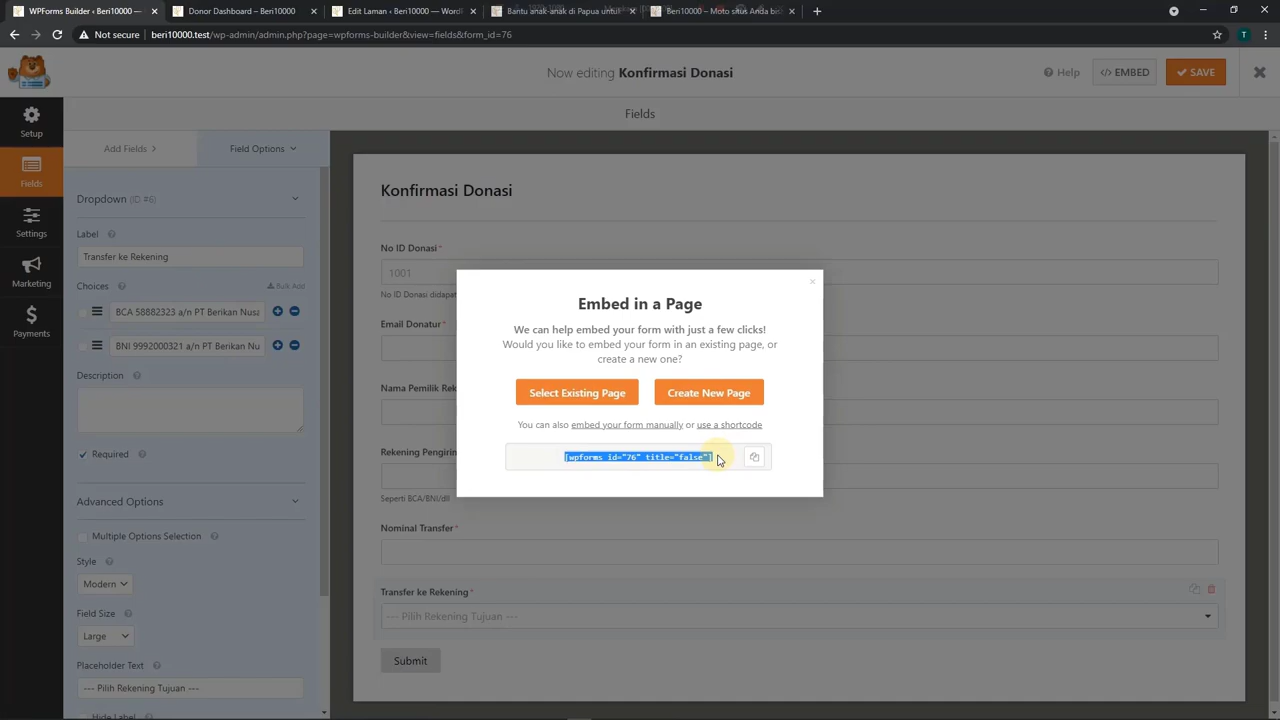 WPForms Builder ‹ Beri10000 — W
Donor Dashboard – Beri10000
Edit Laman ‹ Beri10000 — Word
Bantu anak-anak di Papua untuk
Beri10000 – Moto situs Anda bis
Not secure
beri10000.test/wp-admin/admin.php?page=wpforms-builder&view=fields&form_id=76
T
Now editing Konfirmasi Donasi
Help
</> EMBED
SAVE
Fields
Setup
Fields
Settings
Marketing
Payments
Add Fields
Field Options
Dropdown (ID #6)
Label
Transfer ke Rekening
Choices
Bulk Add
BCA 58882323 a/n PT Berikan Nusa
BNI 9992000321 a/n PT Berikan Nu
Description
Required
Advanced Options
Multiple Options Selection
Style
Modern
Field Size
Large
Placeholder Text
--- Pilih Rekening Tujuan ---
Hide Label
Konfirmasi Donasi
No ID Donasi *
1001
No ID Donasi didapat
Email Donatur *
Nama Pemilik Rek
Rekening Pengirin
Seperti BCA/BNI/dll
Nominal Transfer *
Transfer ke Rekening *
--- Pilih Rekening Tujuan ---
Submit
Embed in a Page
We can help embed your form with just a few clicks!
Would you like to embed your form in an existing page, or
create a new one?
Select Existing Page
Create New Page
You can also embed your form manually or use a shortcode
[wpforms id="76" title="false"]